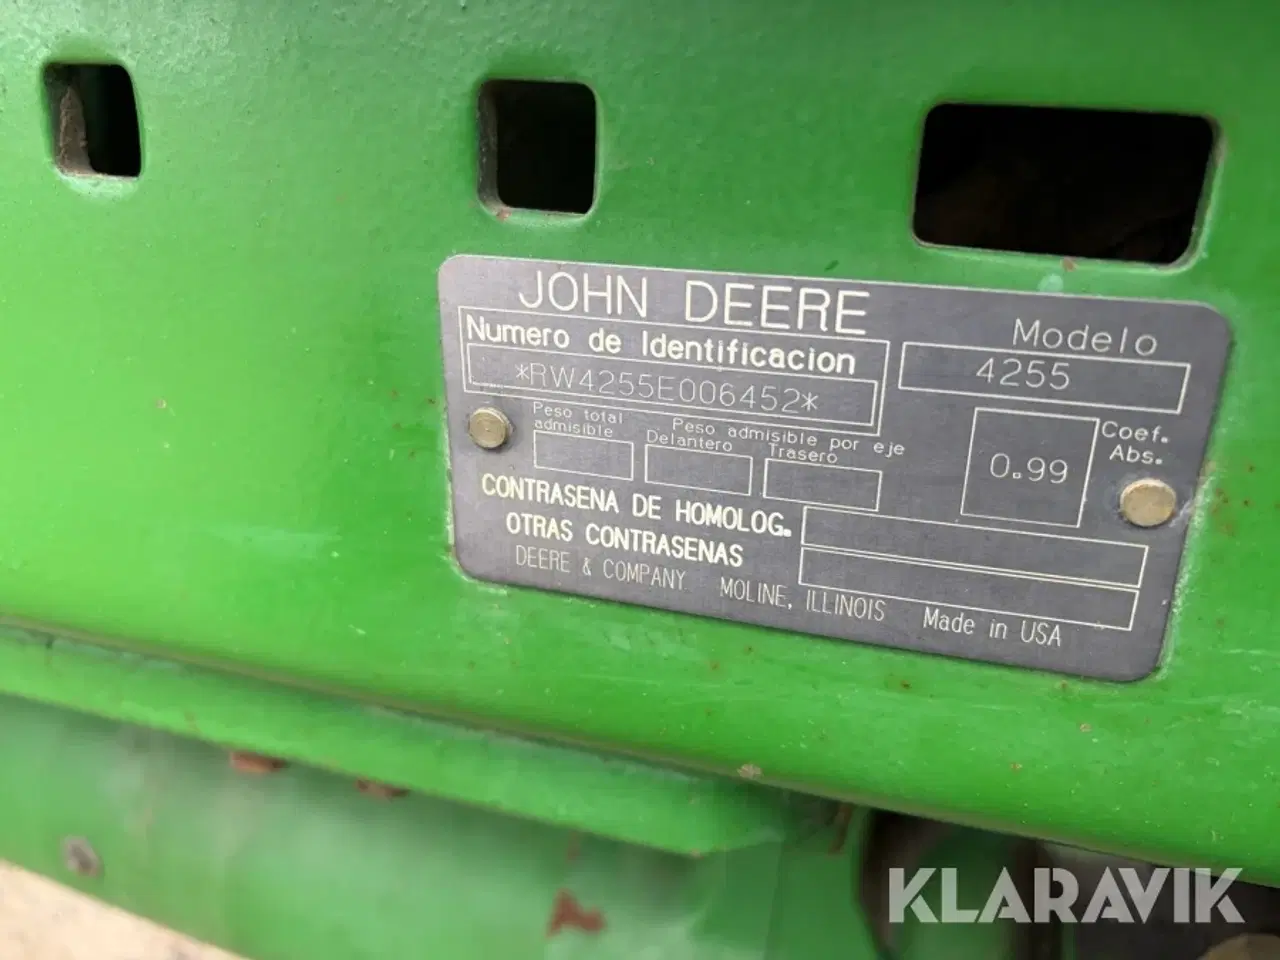 JOHN DEERE
Modelo
Numero de Identificacion
4255
*RW4255E006452*
Peso total
admisible
Peso admisible por eje
Delantero
Trasero
0.99
Coef.
Abs.
CONTRASENA DE HOMOLOG.
OTRAS CONTRASENAS
DEERE & COMPANY MOLINE, ILLINOIS Made in USA
KLARAVIK